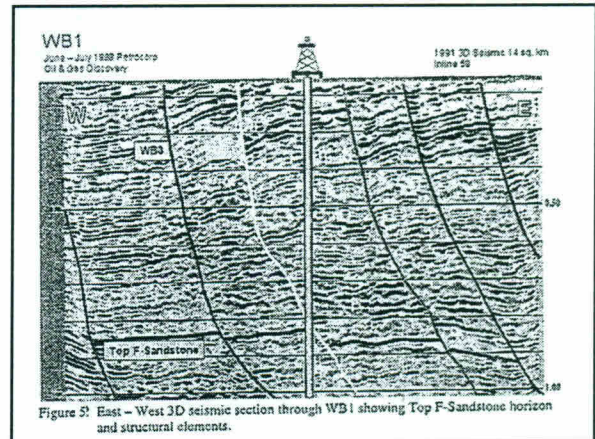 WB1
June – July 1988 Petrocorp
Oil & Gas Discovery
1991 3D Seismic 14 sq. km
Inline 59
W
E
WB3
0.50
Top F-Sandstone
1.00
Figure 5: East – West 3D seismic section through WB1 showing Top F-Sandstone horizon
and structural elements.